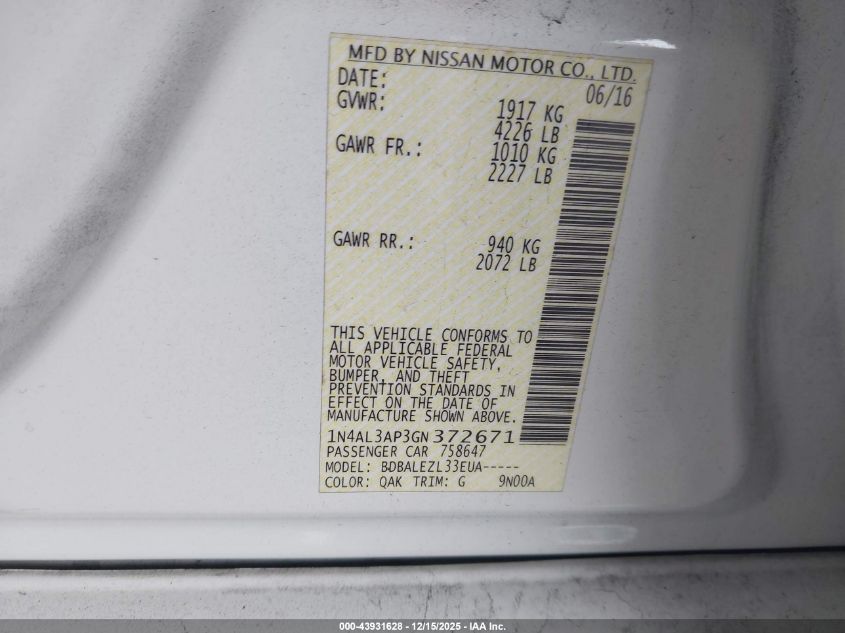 MFD BY NISSAN MOTOR CO., LTD.
DATE: 06/16
GVWR: 1917 KG
4226 LB
GAWR FR.: 1010 KG
2227 LB
GAWR RR.: 940 KG
2072 LB
THIS VEHICLE CONFORMS TO
ALL APPLICABLE FEDERAL
MOTOR VEHICLE SAFETY,
BUMPER, AND THEFT
PREVENTION STANDARDS IN
EFFECT ON THE DATE OF
MANUFACTURE SHOWN ABOVE.
1N4AL3AP3GN372671
PASSENGER CAR 758647
MODEL: BDBALEZL33EUA-----
COLOR: QAK TRIM: G 9N00A
000-43931628 - 12/15/2025 - IAA Inc.